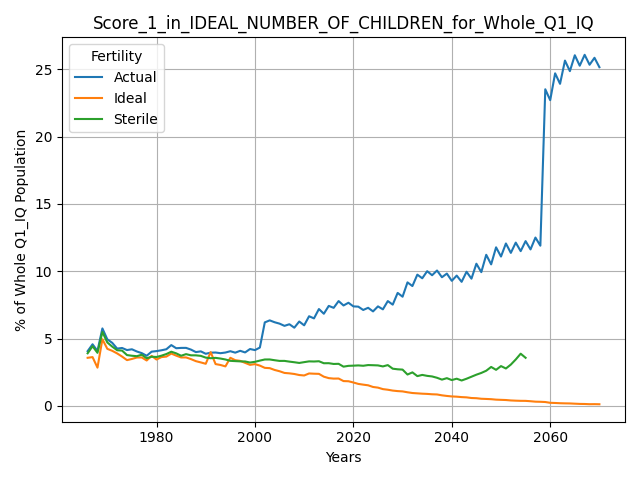 Score_1_in_IDEAL_NUMBER_OF_CHILDREN_for_Whole_Q1_IQ
Fertility
Actual
Ideal
Sterile
% of Whole Q1_IQ Population
25
20
15
10
5
0
1980
2000
2020
2040
2060
Years